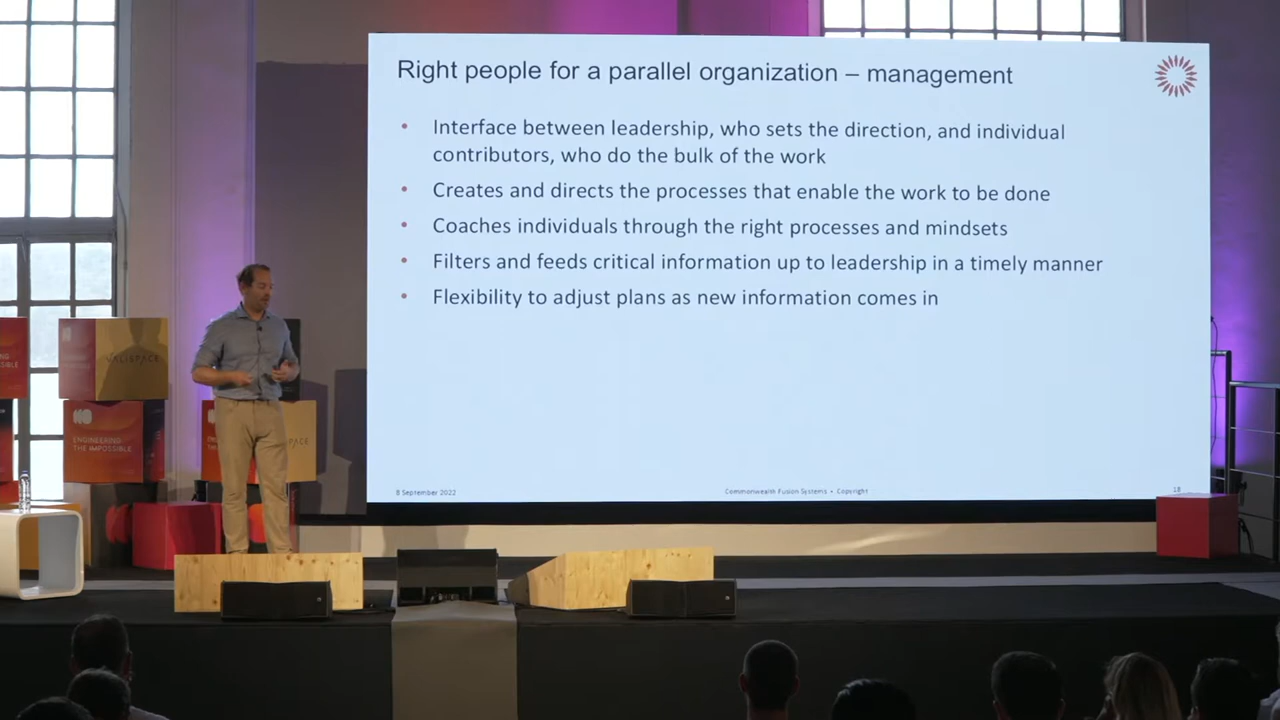 Right people for a parallel organization – management
• Interface between leadership, who sets the direction, and individual
contributors, who do the bulk of the work
• Creates and directs the processes that enable the work to be done
• Coaches individuals through the right processes and mindsets
• Filters and feeds critical information up to leadership in a timely manner
• Flexibility to adjust plans as new information comes in
8 September 2022
Commonwealth Fusion Systems • Copyright
18
VALISPACE
ENGINEERING
THE IMPOSSIBLE